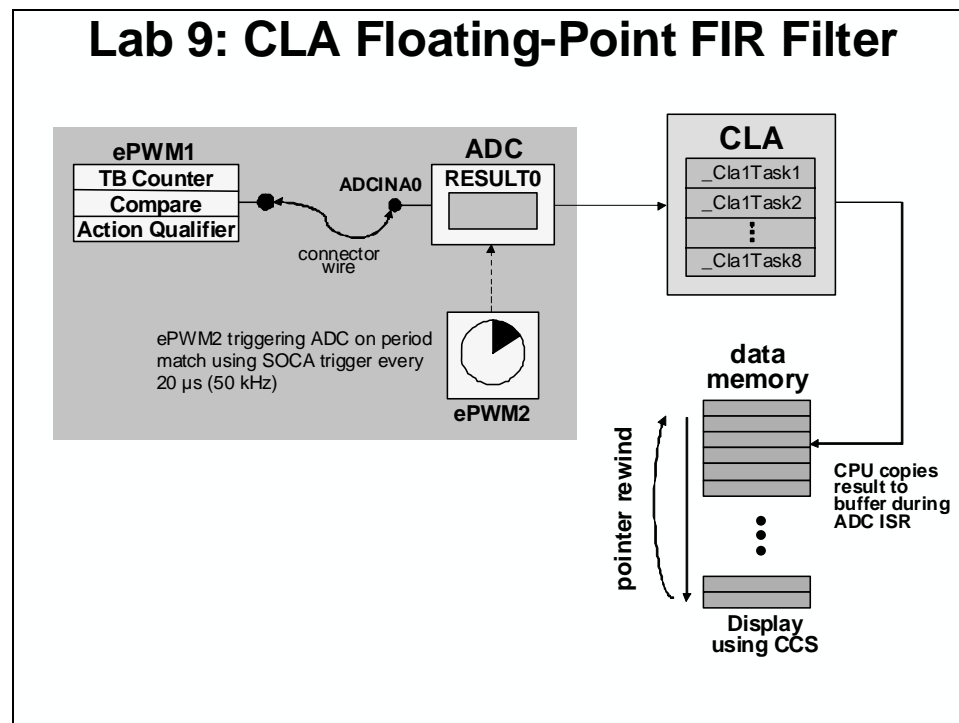 Lab 9: CLA Floating-Point FIR Filter
ePWM1
TB Counter
Compare
Action Qualifier
connector
wire
ADCINA0
ADC
RESULT0
CLA
_Cla1Task1
_Cla1Task2
_Cla1Task8
ePWM2 triggering ADC on period
match using SOCA trigger every
20 µs (50 kHz)
ePWM2
data
memory
pointer rewind
CPU copies
result to
buffer during
ADC ISR
Display
using CCS